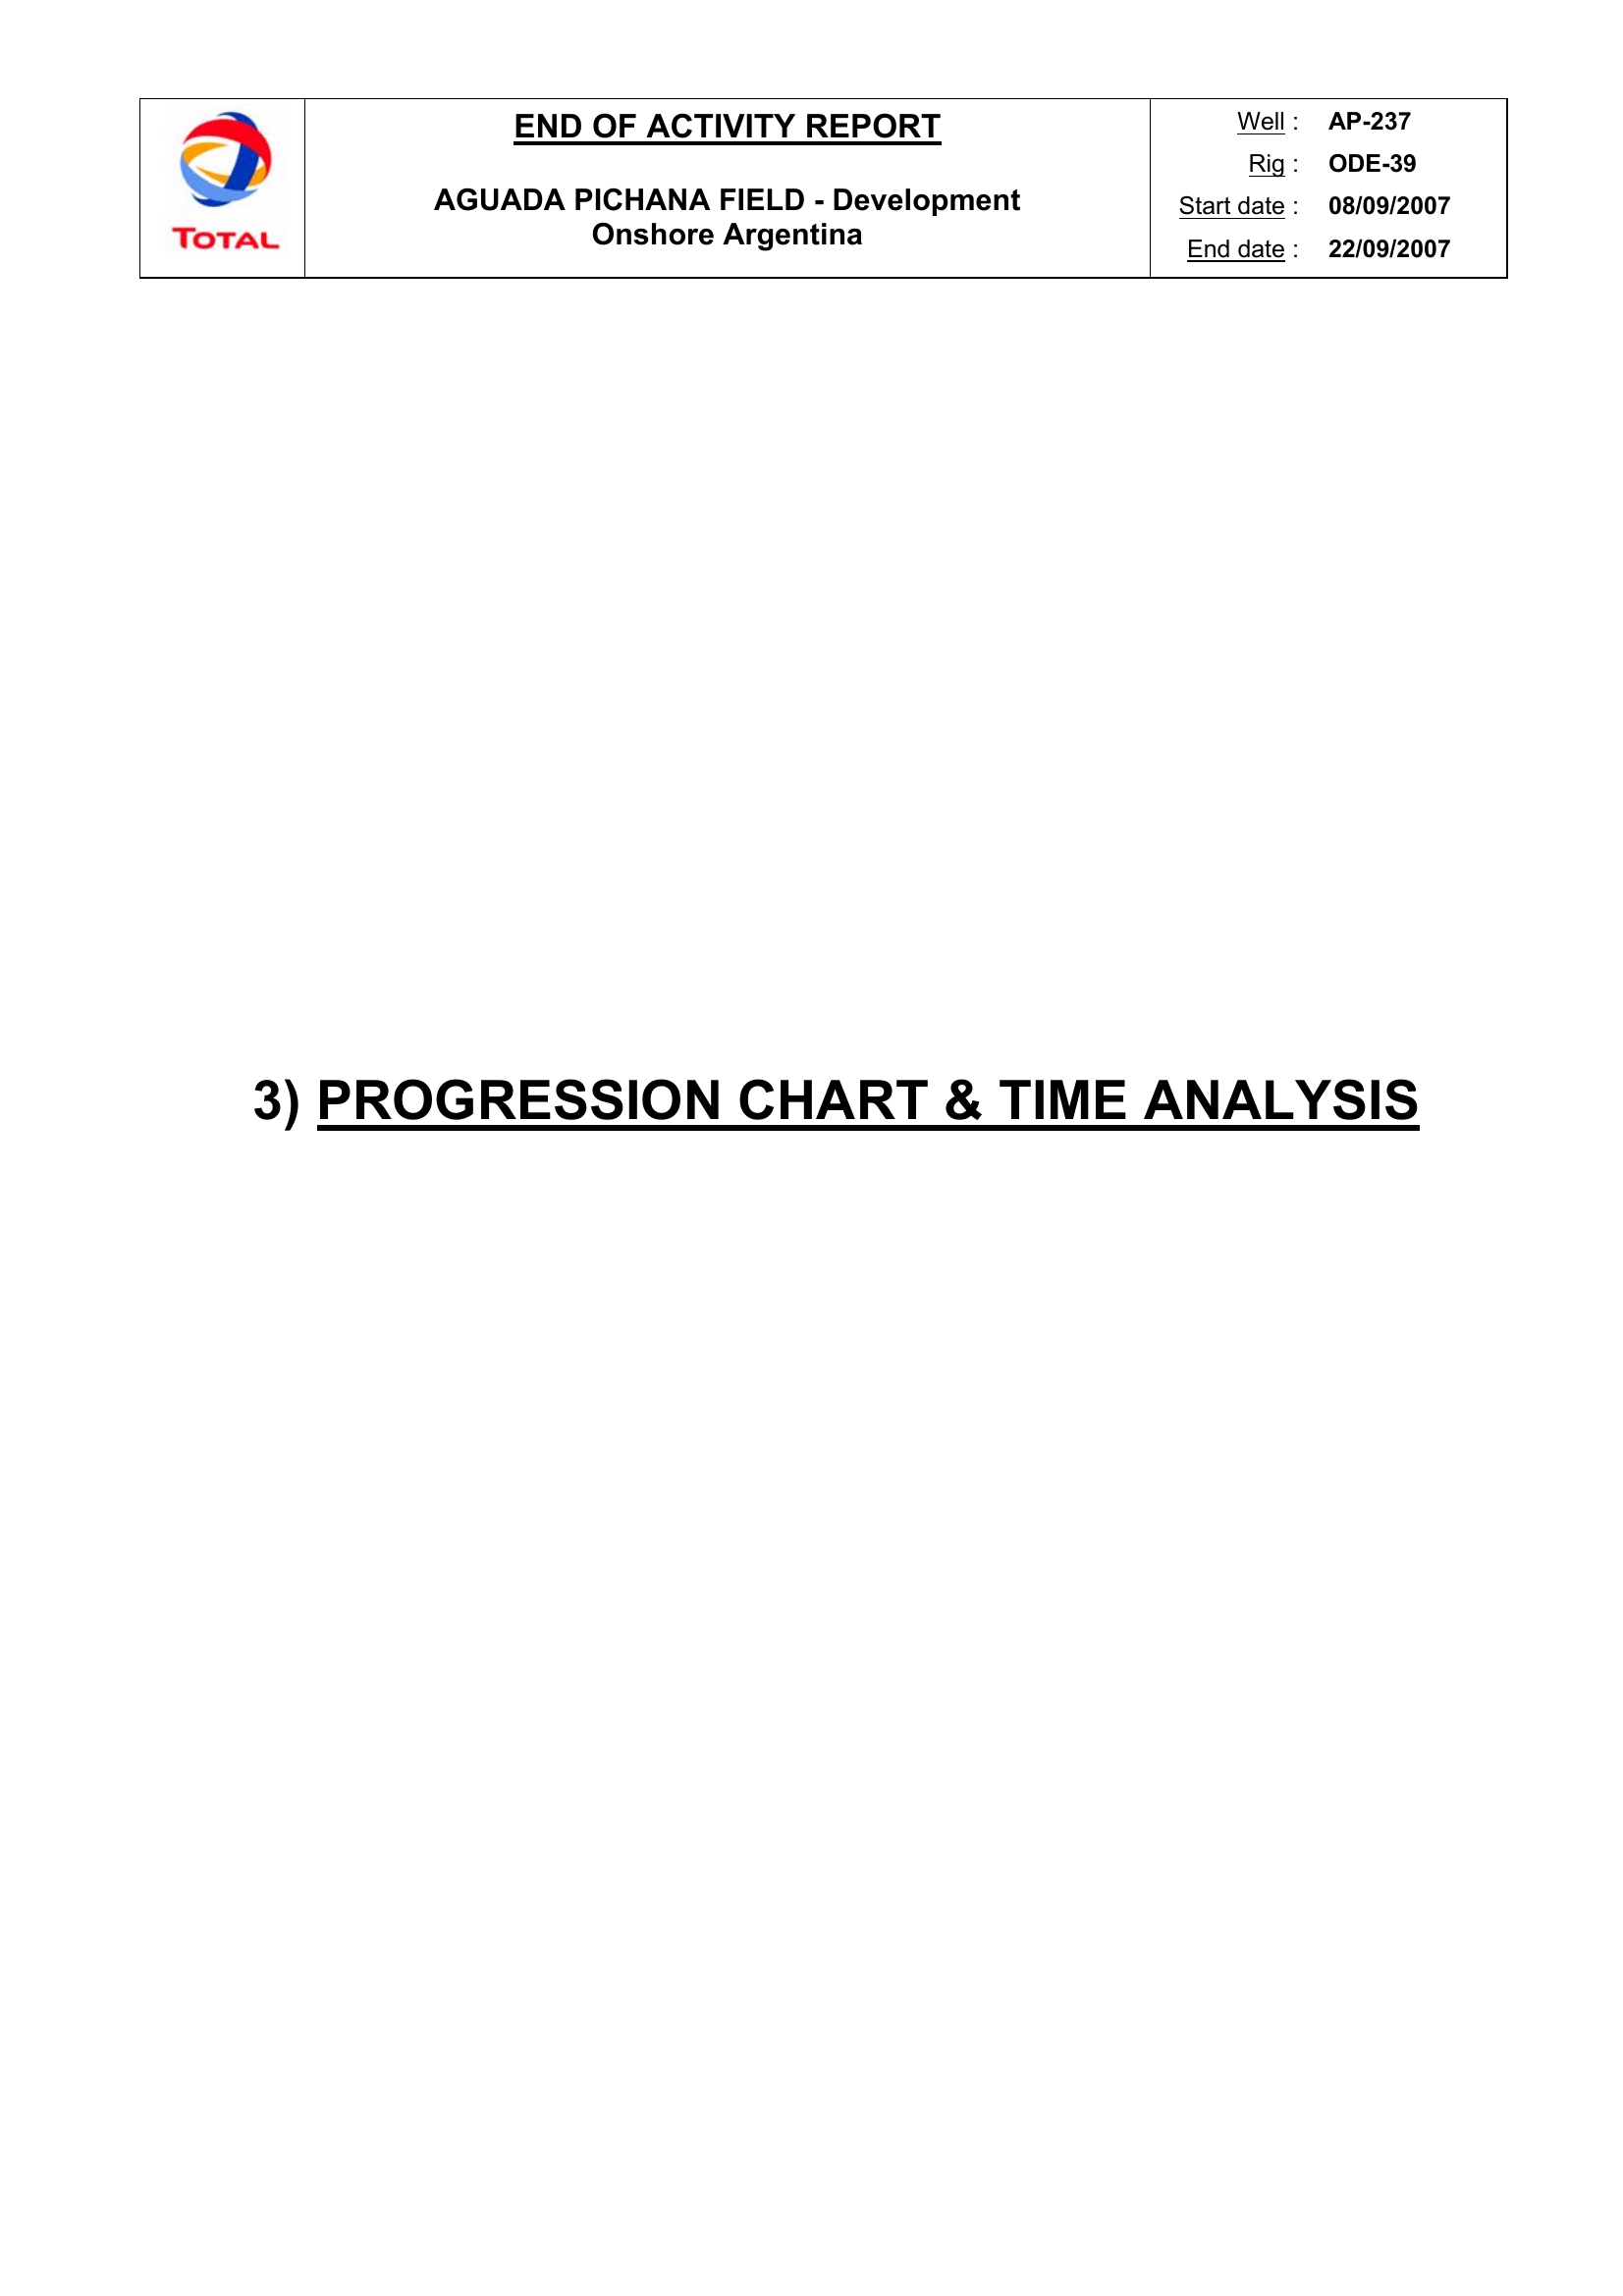 TOTAL
END OF ACTIVITY REPORT
AGUADA PICHANA FIELD - Development
Onshore Argentina
Well : AP-237
Rig : ODE-39
Start date : 08/09/2007
End date : 22/09/2007
3) PROGRESSION CHART & TIME ANALYSIS